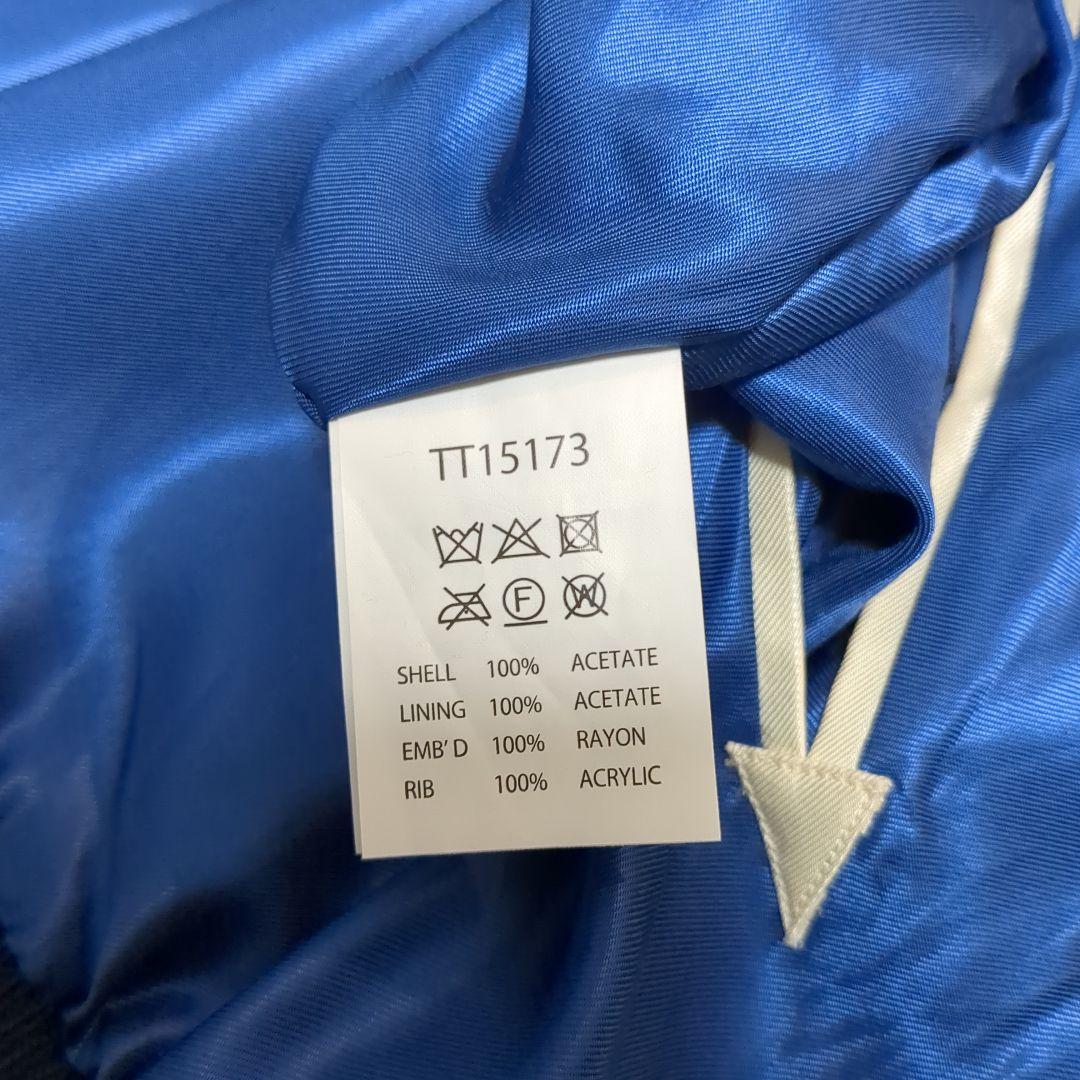 TT15173
F W
SHELL 100% ACETATE
LINING 100% ACETATE
EMB'D 100% RAYON
RIB 100% ACRYLIC